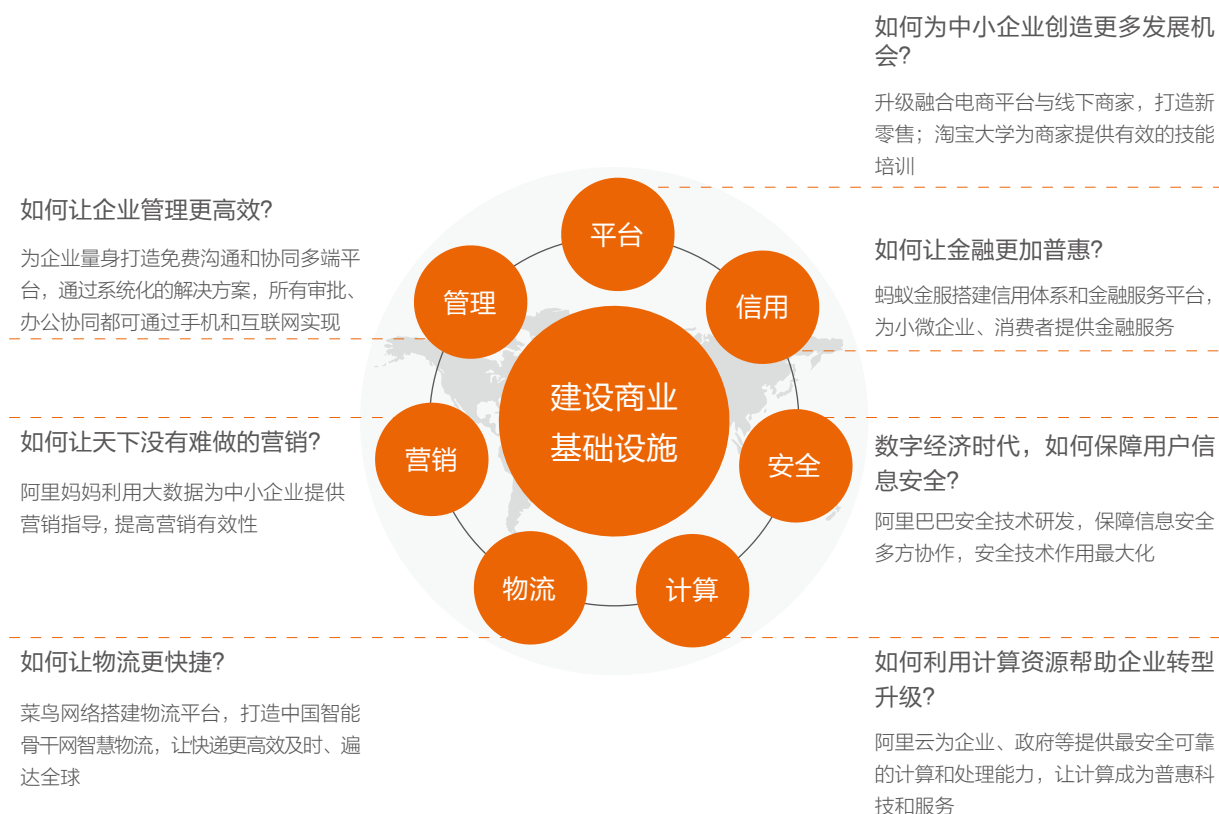 如何为中小企业创造更多发展机
会?
升级融合电商平台与线下商家，打造新
零售；淘宝大学为商家提供有效的技能
培训
如何让企业管理更高效?
为企业量身打造免费沟通和协同多端平
台，通过系统化的解决方案，所有审批、
办公协同都可通过手机和互联网实现
如何让金融更加普惠?
蚂蚁金服搭建信用体系和金融服务平台，
为小微企业、消费者提供金融服务
平台
管理
信用
建设商业
基础设施
营销
安全
物流
计算
如何让天下没有难做的营销?
阿里妈妈利用大数据为中小企业提供
营销指导，提高营销有效性
数字经济时代，如何保障用户信
息安全?
阿里巴巴安全技术研发，保障信息安全
多方协作，安全技术作用最大化
如何让物流更快捷?
菜鸟网络搭建物流平台，打造中国智能
骨干网智慧物流，让快递更高效及时、遍
达全球
如何利用计算资源帮助企业转型
升级?
阿里云为企业、政府等提供最安全可靠
的计算和处理能力，让计算成为普惠科
技和服务